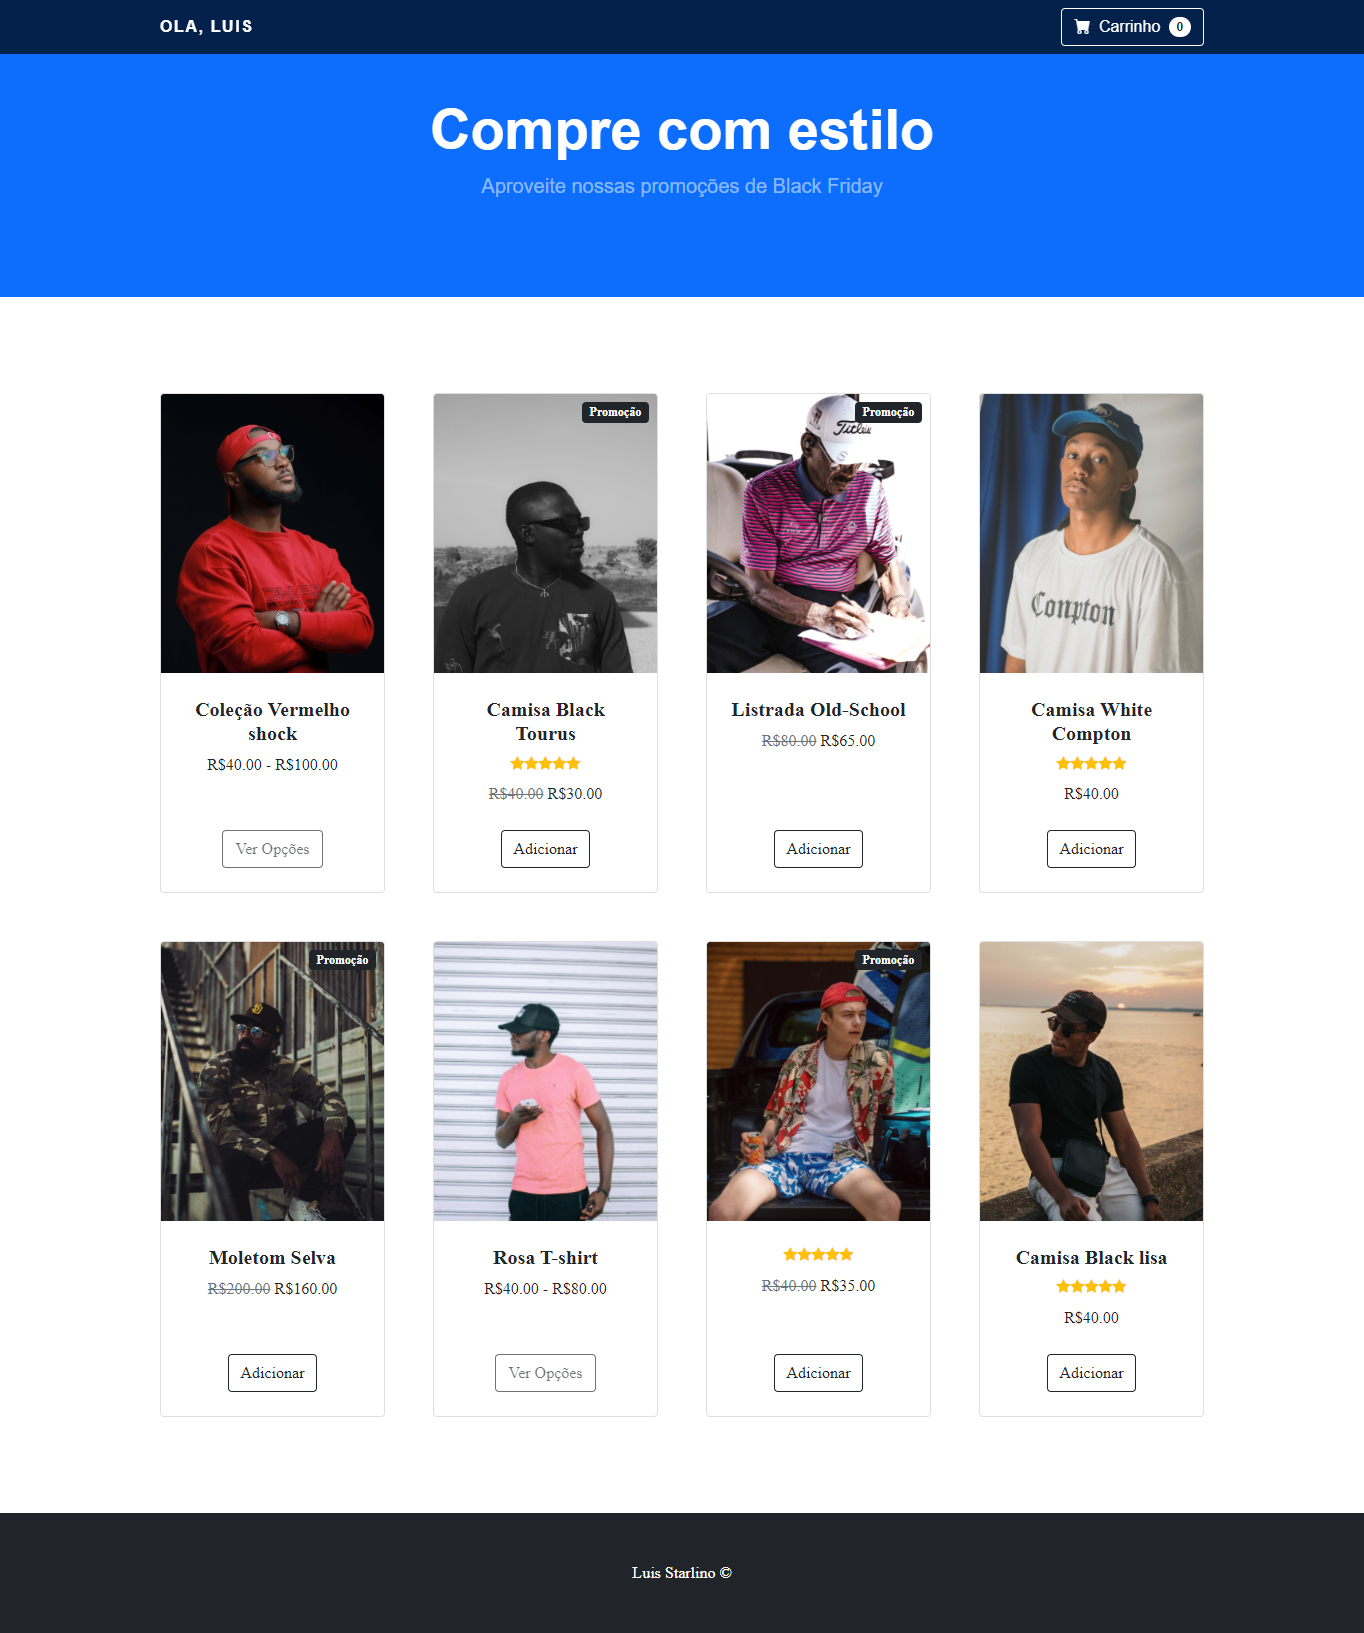 OLA, LUIS
Carrinho 0
Compre com estilo
Aproveite nossas promoções de Black Friday
Promoção
Promoção
Titleist
Compton
Coleção Vermelho
shock
R$40.00 - R$100.00
Ver Opções
Camisa Black
Tourus
R$40.00 R$30.00
Adicionar
Listrada Old-School
R$80.00 R$65.00
Adicionar
Camisa White
Compton
R$40.00
Adicionar
Promoção
Promoção
Moletom Selva
R$200.00 R$160.00
Adicionar
Rosa T-shirt
R$40.00 - R$80.00
Ver Opções
R$40.00 R$35.00
Adicionar
Camisa Black lisa
R$40.00
Adicionar
Luis Starlino ©